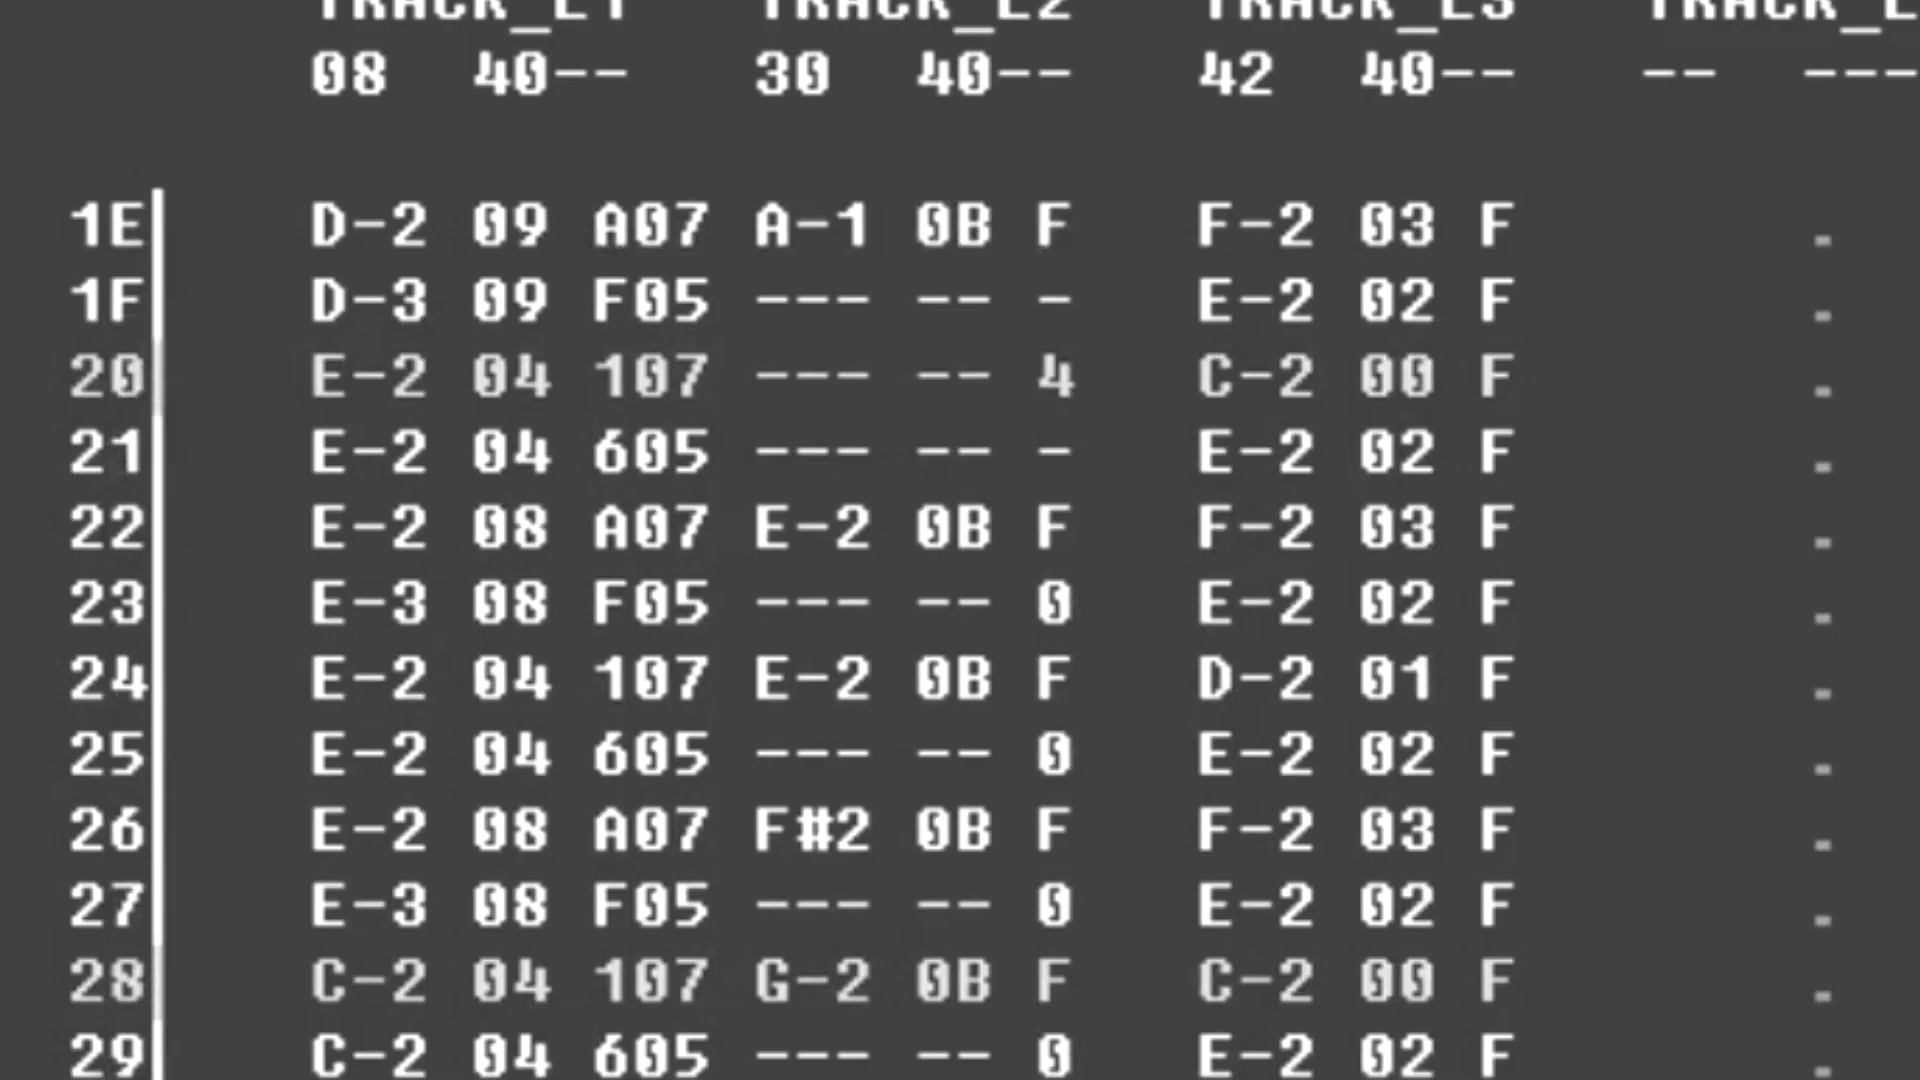 TRACK_E1 TRACK_E2 TRACK_E3 TRACK_E
08 40-- 30 40-- 42 40-- -- ---
1E D-2 09 A07 A-1 0B F F-2 03 F .
1F D-3 09 F05 --- -- - E-2 02 F .
20 E-2 04 107 --- -- 4 C-2 00 F .
21 E-2 04 605 --- -- - E-2 02 F .
22 E-2 08 A07 E-2 0B F F-2 03 F .
23 E-3 08 F05 --- -- 0 E-2 02 F .
24 E-2 04 107 E-2 0B F D-2 01 F .
25 E-2 04 605 --- -- 0 E-2 02 F .
26 E-2 08 A07 F#2 0B F F-2 03 F .
27 E-3 08 F05 --- -- 0 E-2 02 F .
28 C-2 04 107 G-2 0B F C-2 00 F .
29 C-2 04 605 --- -- 0 E-2 02 F .